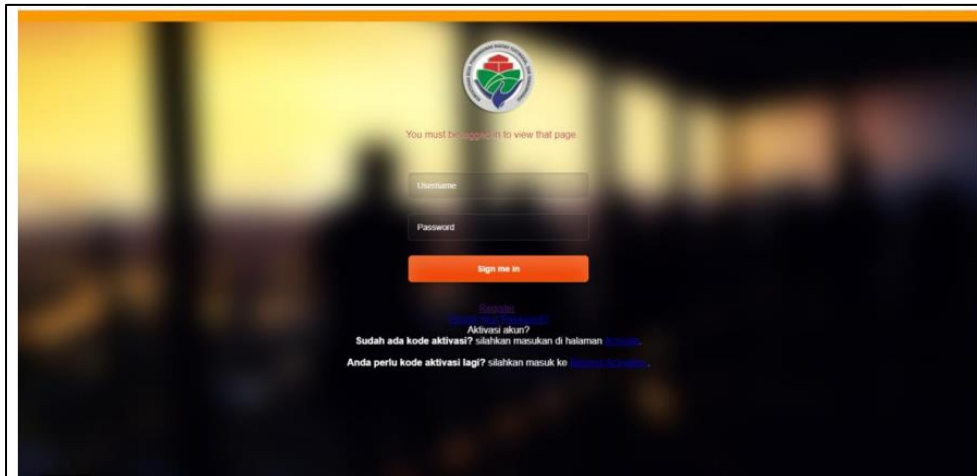 You must be logged in to view that page
Username
Password
Sign me in
Register
Aktivasi akun?
Sudah ada kode aktivasi? silahkan masukan di halaman
Anda perlu kode aktivasi lagi? silahkan masuk ke